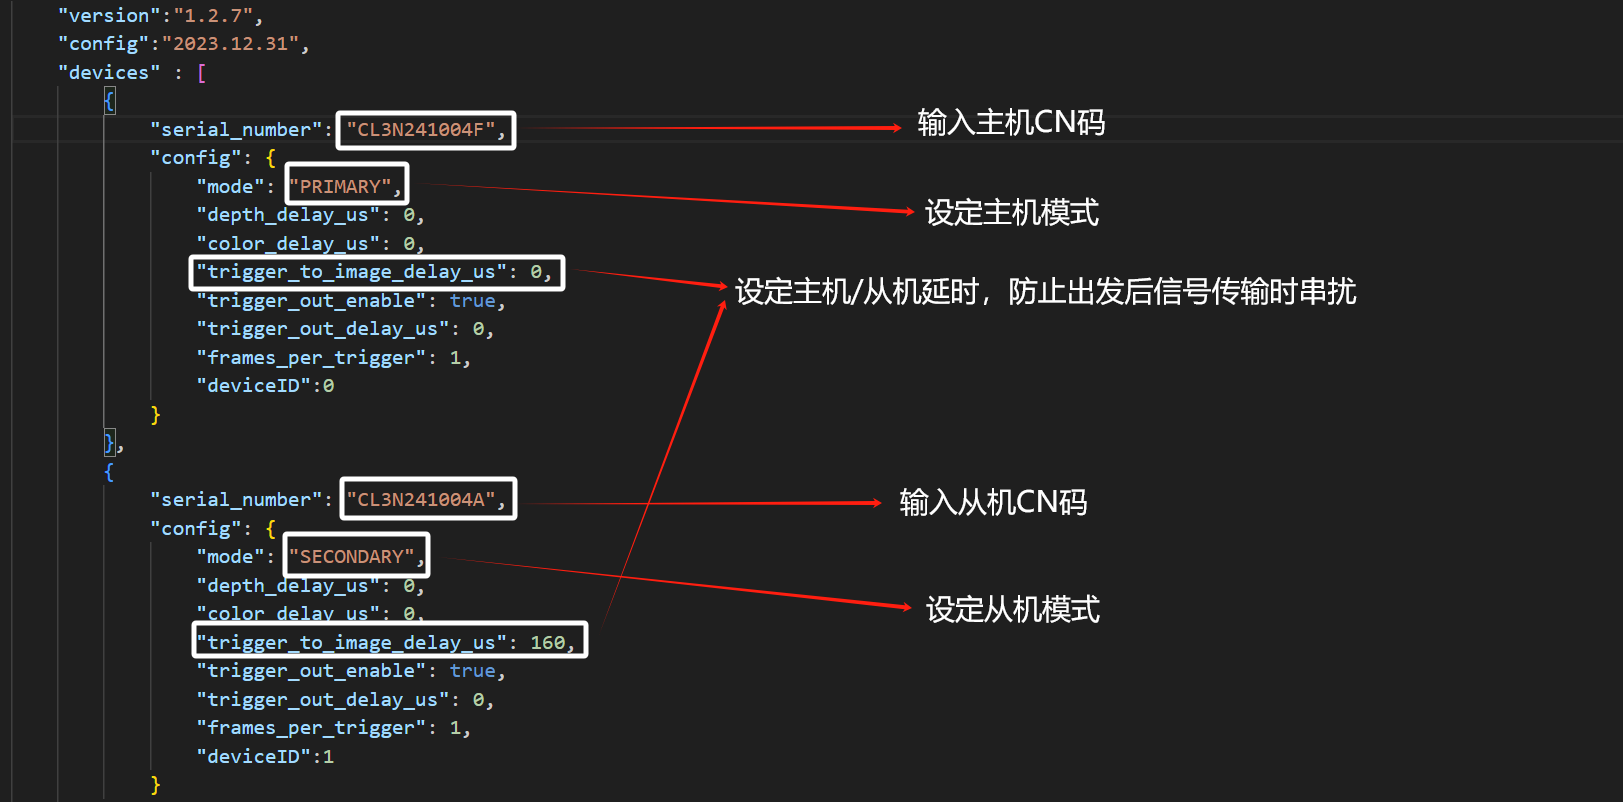 "version":"1.2.7",
"config":"2023.12.31",
"devices" : [
{
"serial_number": "CL3N241004F",
输入主机CN码
"config": {
"mode": "PRIMARY",
设定主机模式
"depth_delay_us": 0,
"color_delay_us": 0,
"trigger_to_image_delay_us": 0,
设定主机/从机延时，防止出发后信号传输时串扰
"trigger_out_enable": true,
"trigger_out_delay_us": 0,
"frames_per_trigger": 1,
"deviceID":0
}
},
{
"serial_number": "CL3N241004A",
输入从机CN码
"config": {
"mode": "SECONDARY",
"depth_delay_us": 0,
"color_delay_us": 0,
设定从机模式
"trigger_to_image_delay_us": 160,
"trigger_out_enable": true,
"trigger_out_delay_us": 0,
"frames_per_trigger": 1,
"deviceID":1
}